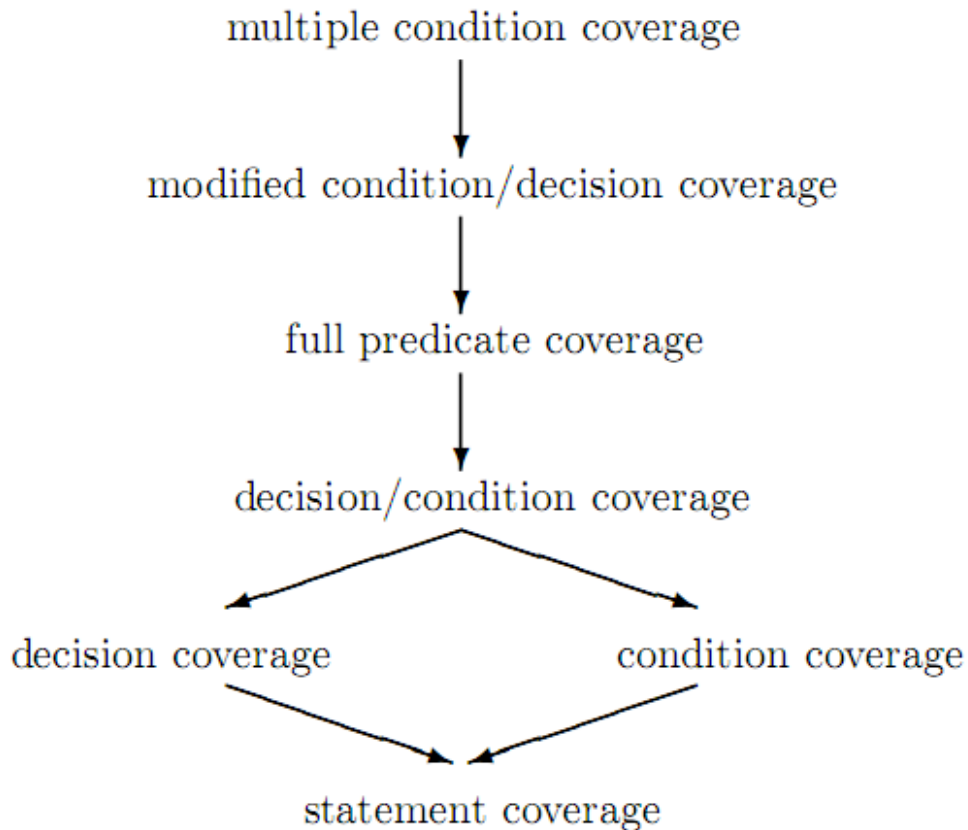 multiple condition coverage
modified condition/decision coverage
full predicate coverage
decision/condition coverage
decision coverage
condition coverage
statement coverage